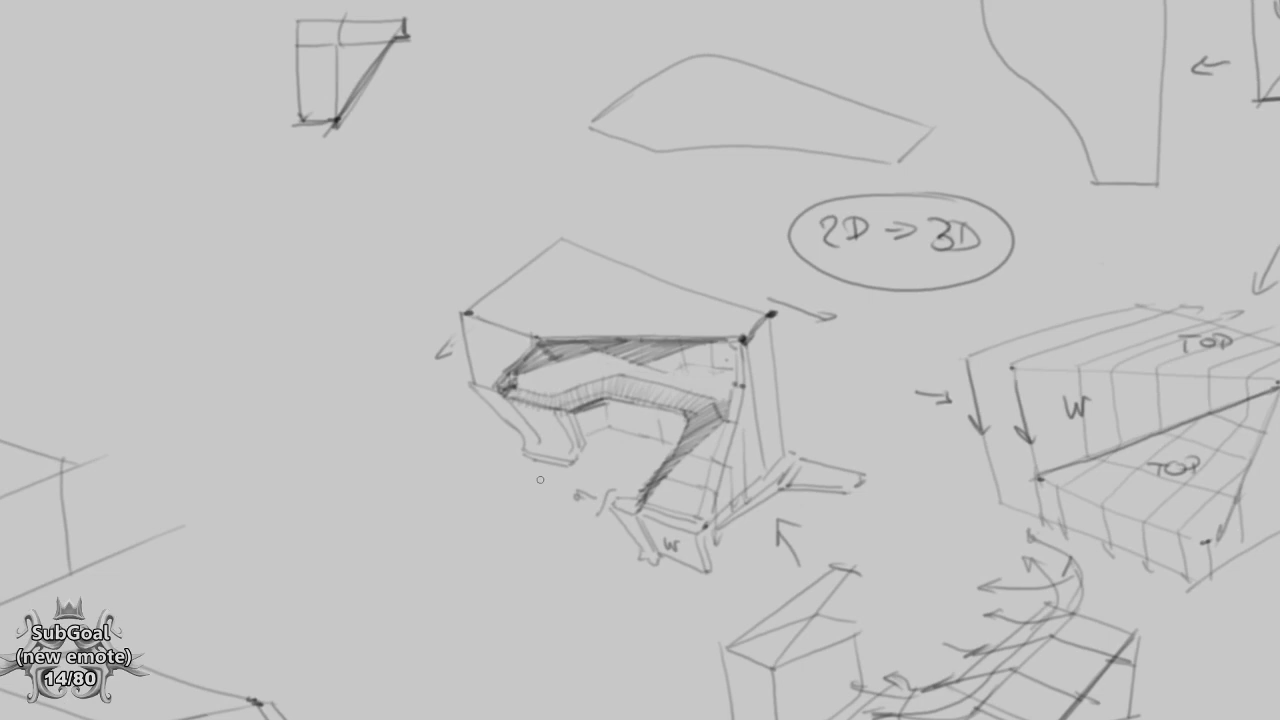 2D → 3D
TOP
W
TOP
W
SubGoal
(new emote)
14/80